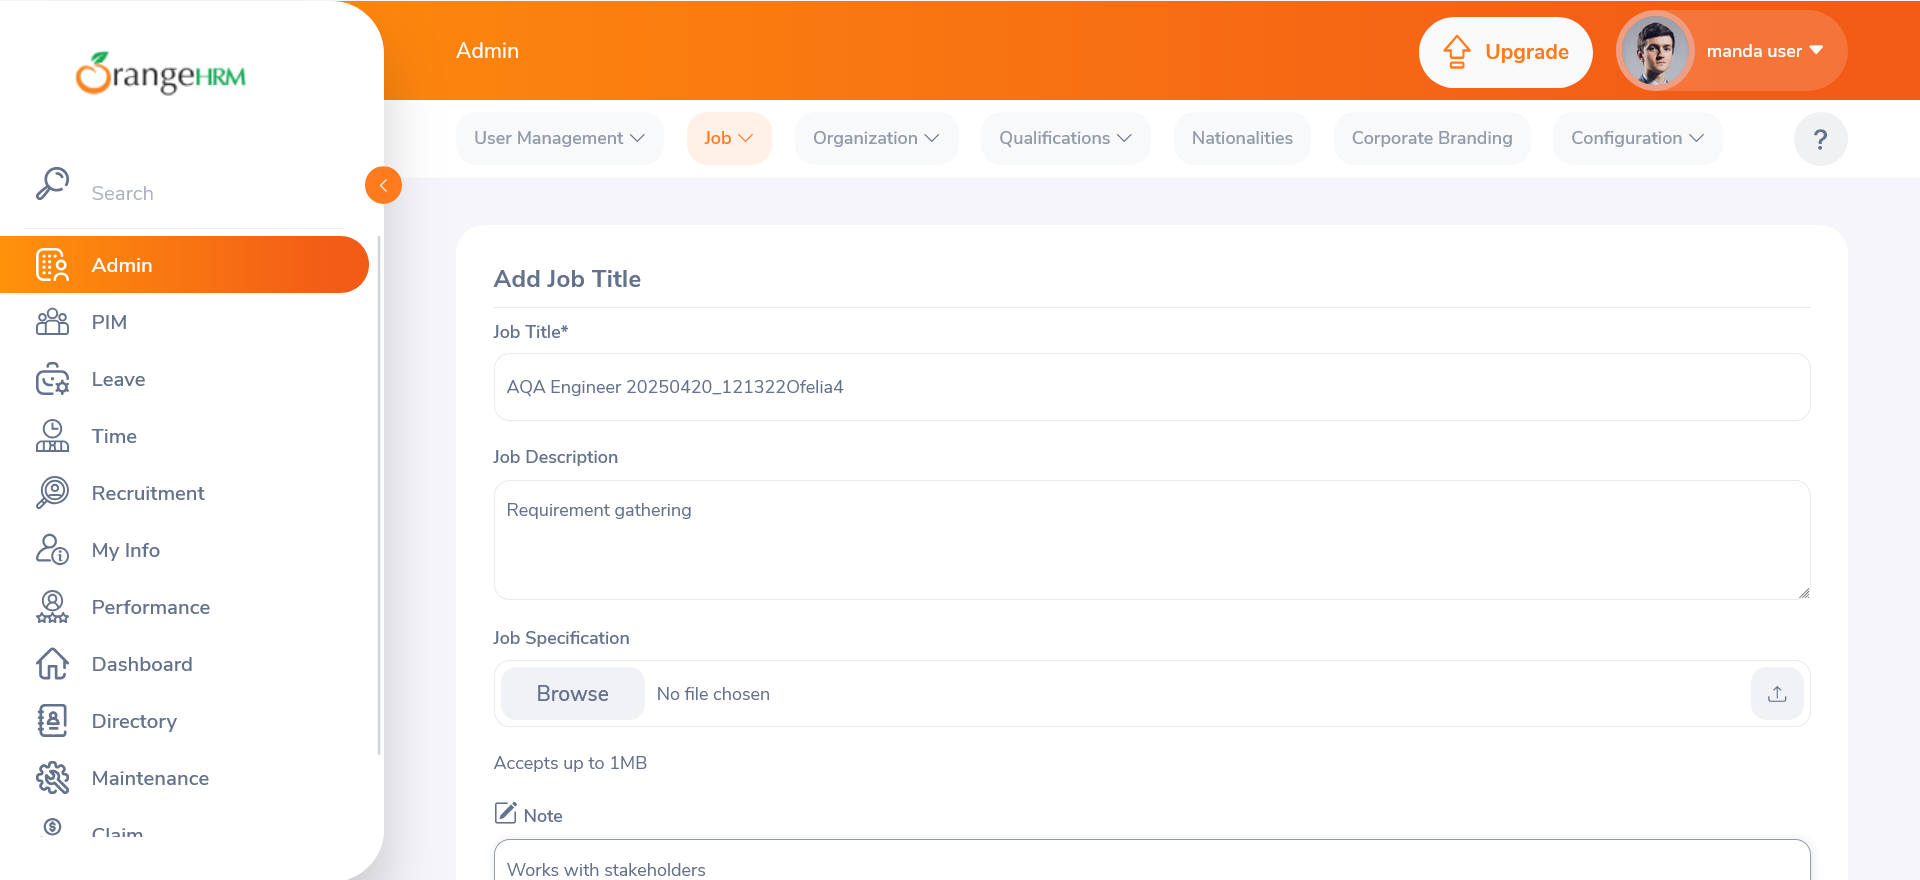 OrangeHRM
Admin
Upgrade
manda user
User Management
Job
Organization
Qualifications
Nationalities
Corporate Branding
Configuration
?
Search
Admin
PIM
Leave
Time
Recruitment
My Info
Performance
Dashboard
Directory
Maintenance
Claim
Add Job Title
Job Title*
AQA Engineer 20250420_121322Ofelia4
Job Description
Requirement gathering
Job Specification
Browse
No file chosen
Accepts up to 1MB
Note
Works with stakeholders